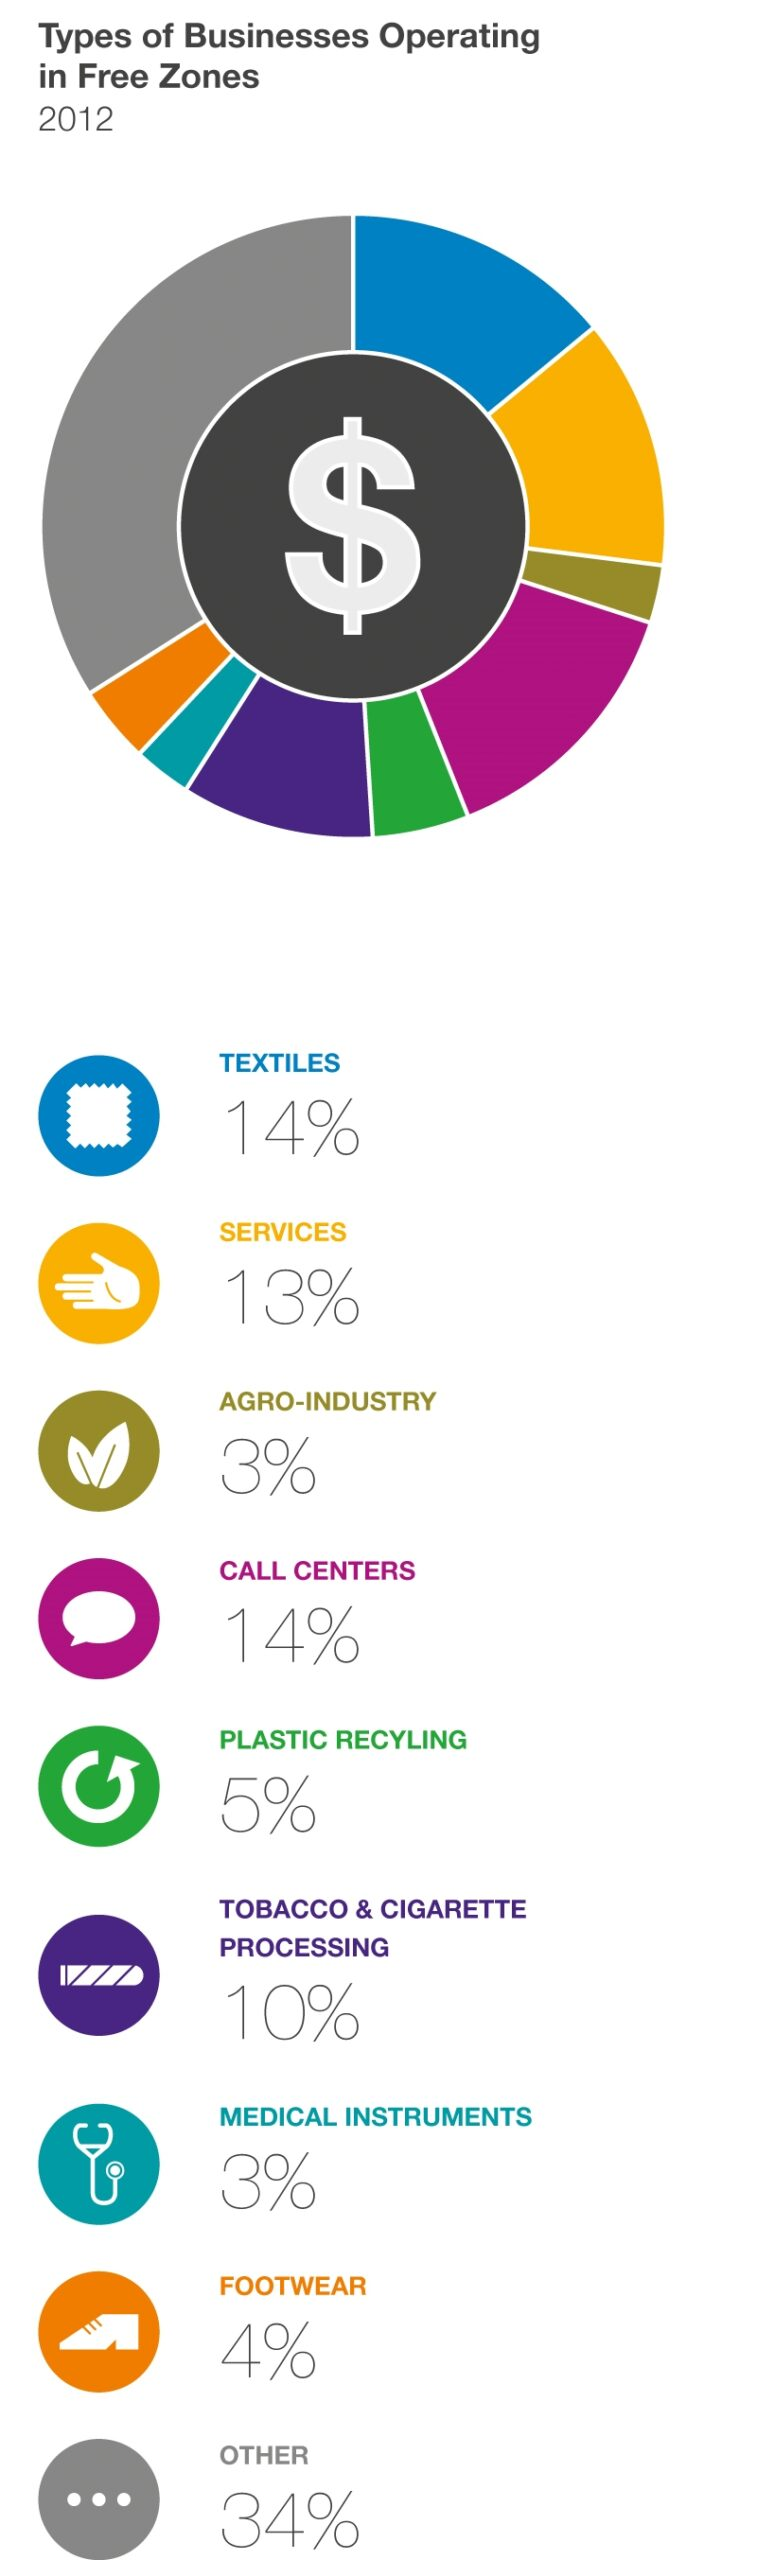 Types of Businesses Operating
in Free Zones
2012
$
TEXTILES
14%
SERVICES
13%
AGRO-INDUSTRY
3%
CALL CENTERS
14%
PLASTIC RECYLING
5%
TOBACCO & CIGARETTE
PROCESSING
10%
MEDICAL INSTRUMENTS
3%
FOOTWEAR
4%
OTHER
34%